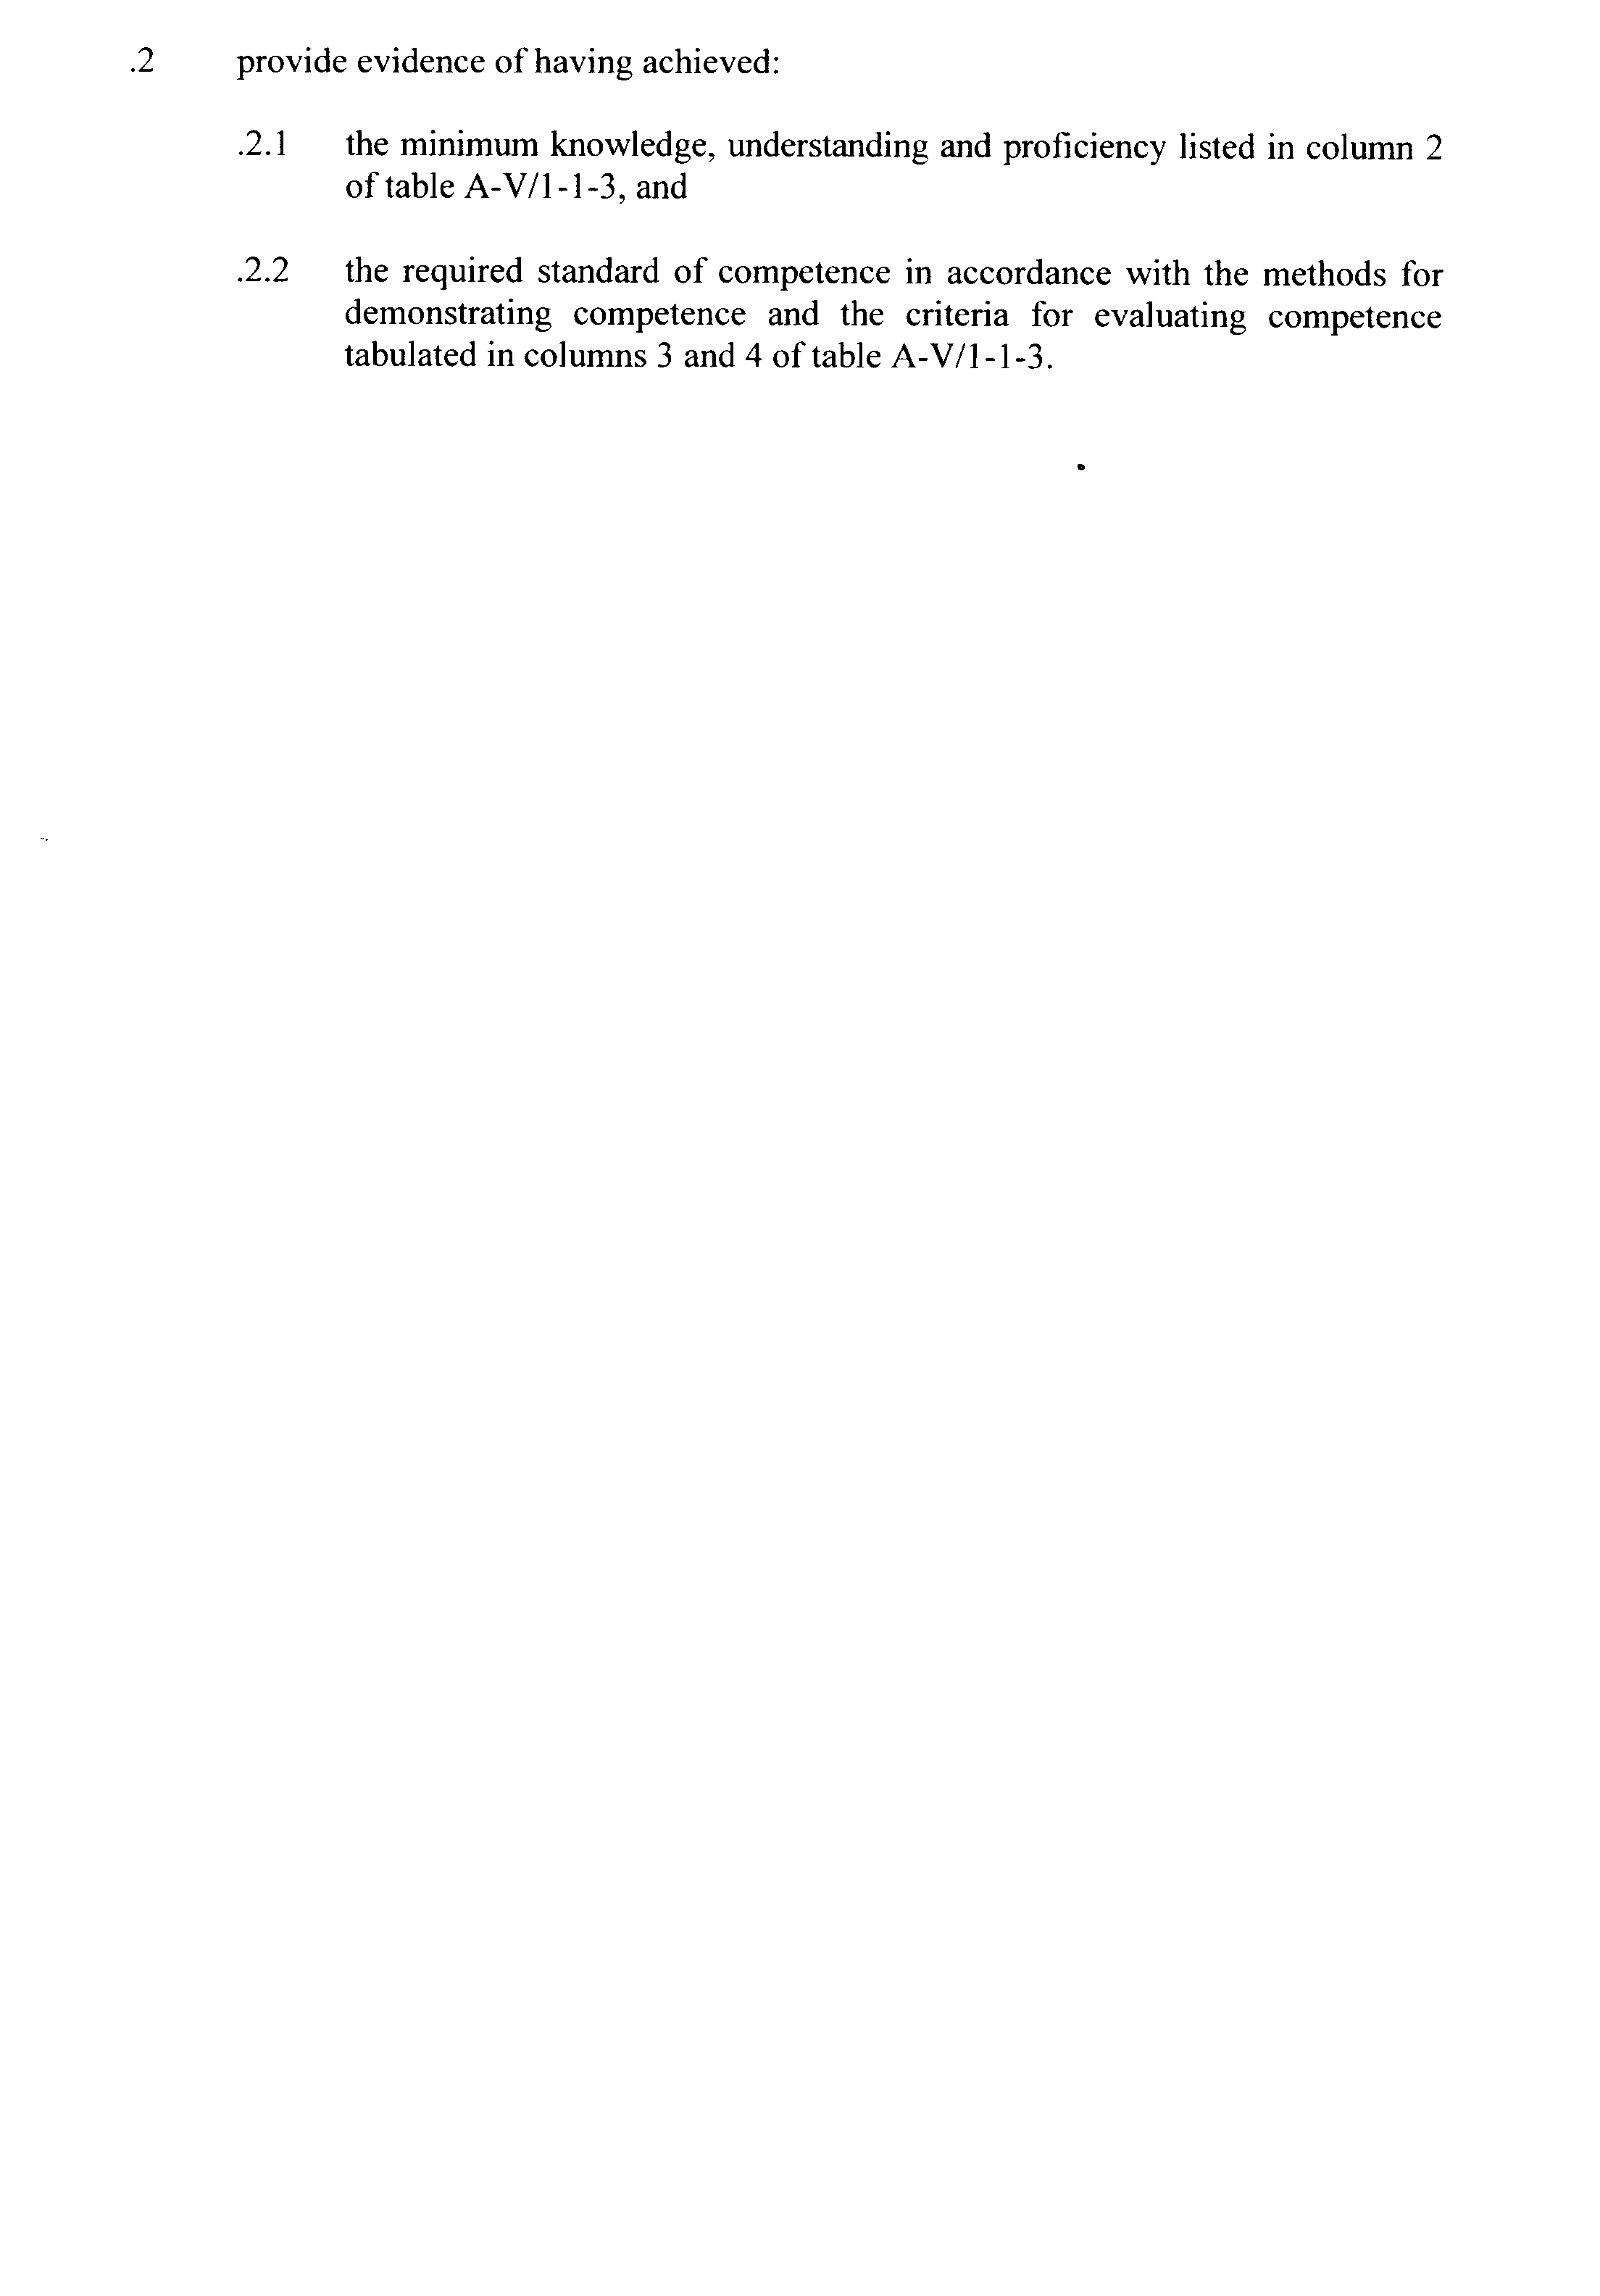 .2 provide evidence of having achieved:
.2.1 the minimum knowledge, understanding and proficiency listed in column 2
of table A-V/1-1-3, and
.2.2 the required standard of competence in accordance with the methods for
demonstrating competence and the criteria for evaluating competence
tabulated in columns 3 and 4 of table A-V/1-1-3.